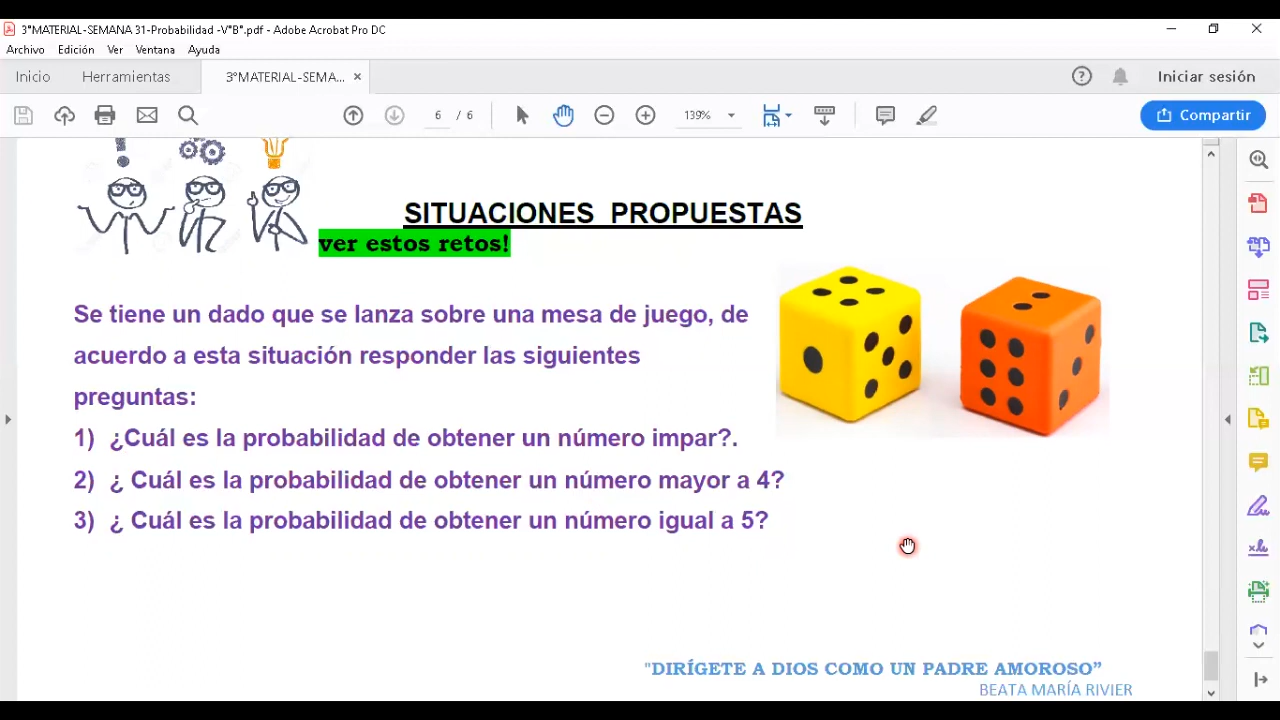 3°MATERIAL-SEMANA 31-Probabilidad -V°B°.pdf - Adobe Acrobat Pro DC
Archivo Edición Ver Ventana Ayuda
Inicio Herramientas 3°MATERIAL-SEMA... Iniciar sesión
6 / 6 139% Compartir
SITUACIONES PROPUESTAS
ver estos retos!
Se tiene un dado que se lanza sobre una mesa de juego, de
acuerdo a esta situación responder las siguientes
preguntas:
1) ¿Cuál es la probabilidad de obtener un número impar?.
2) ¿ Cuál es la probabilidad de obtener un número mayor a 4?
3) ¿ Cuál es la probabilidad de obtener un número igual a 5?
"DIRÍGETE A DIOS COMO UN PADRE AMOROSO”
BEATA MARÍA RIVIER